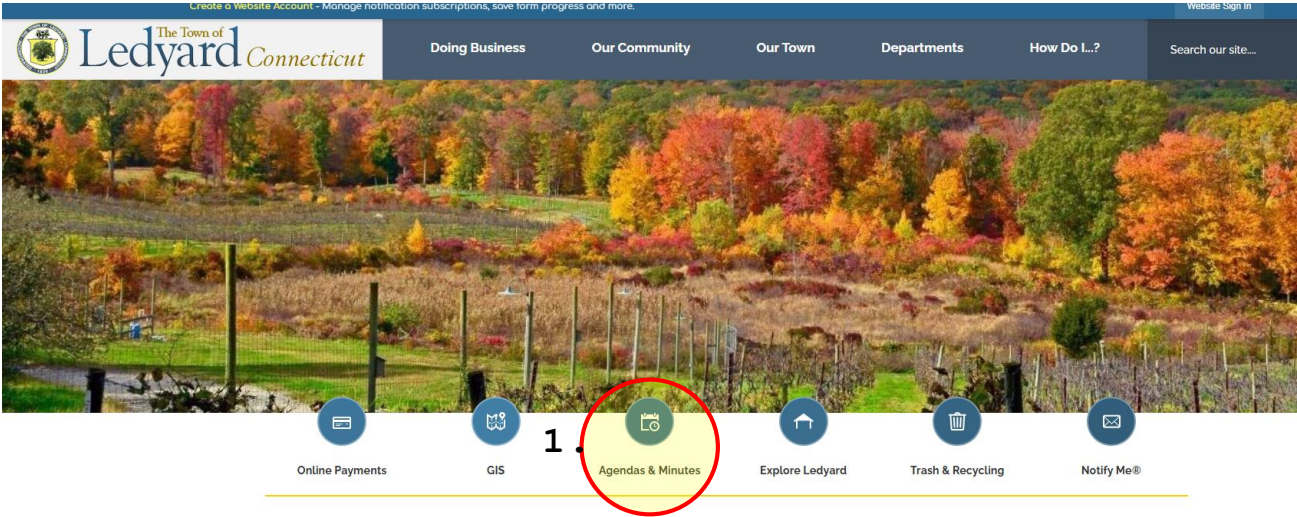 Create a Website Account - Manage notification subscriptions, save form progress and more.
Website Sign In
The Town of
Ledyard Connecticut
Doing Business
Our Community
Our Town
Departments
How Do I...?
Search our site....
1.
Online Payments
GIS
Agendas & Minutes
Explore Ledyard
Trash & Recycling
Notify Me®